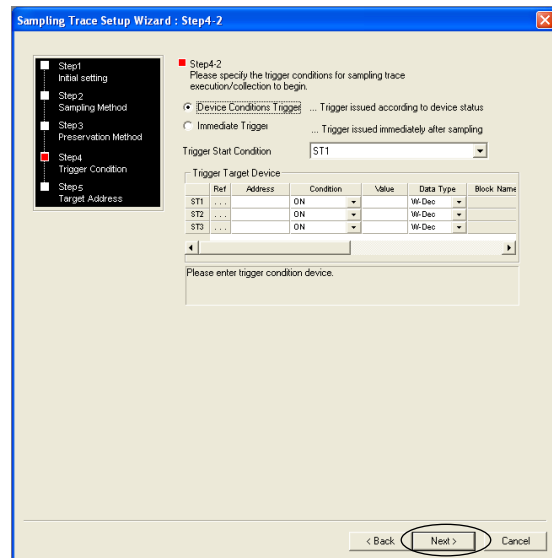 Sampling Trace Setup Wizard : Step4-2
Step1
Initial setting
Step2
Sampling Method
Step3
Preservation Method
Step4
Trigger Condition
Step5
Target Address
Step4-2
Please specify the trigger conditions for sampling trace
execution/collection to begin.
Device Conditions Trigger ... Trigger issued according to device status
Immediate Trigger ... Trigger issued immediately after sampling
Trigger Start Condition ST1
Trigger Target Device
Ref Address Condition Value Data Type Block Name
ST1 ... ON W-Dec
ST2 ... ON W-Dec
ST3 ... ON W-Dec
Please enter trigger condition device.
< Back Next > Cancel